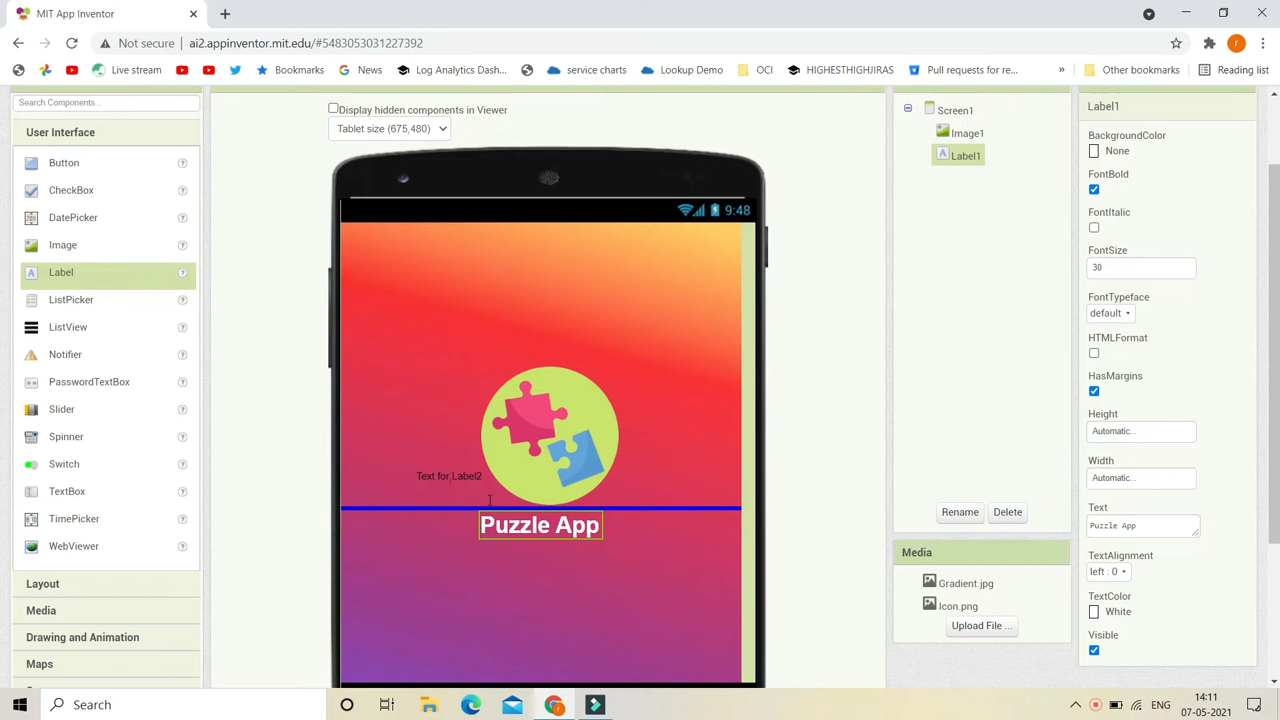 MIT App Inventor
Not secure
ai2.appinventor.mit.edu/#5483053031227392
Live stream
Bookmarks
News
Log Analytics Dash...
service charts
Lookup Demo
OCI
HIGHESTHIGHJIRAS
Pull requests for re...
»
Other bookmarks
Reading list
Search Components...
User Interface
Button
CheckBox
DatePicker
Image
Label
ListPicker
ListView
Notifier
PasswordTextBox
Slider
Spinner
Switch
TextBox
TimePicker
WebViewer
Layout
Media
Drawing and Animation
Maps
Display hidden components in Viewer
Tablet size (675,480)
9:48
Text for Label2
Puzzle App
Screen1
Image1
Label1
Rename
Delete
Media
Gradient.jpg
Icon.png
Upload File ...
Label1
BackgroundColor
None
FontBold
FontItalic
FontSize
30
FontTypeface
default
HTMLFormat
HasMargins
Height
Automatic...
Width
Automatic...
Text
Puzzle App
TextAlignment
left : 0
TextColor
White
Visible
Search
ENG
14:11
07-05-2021